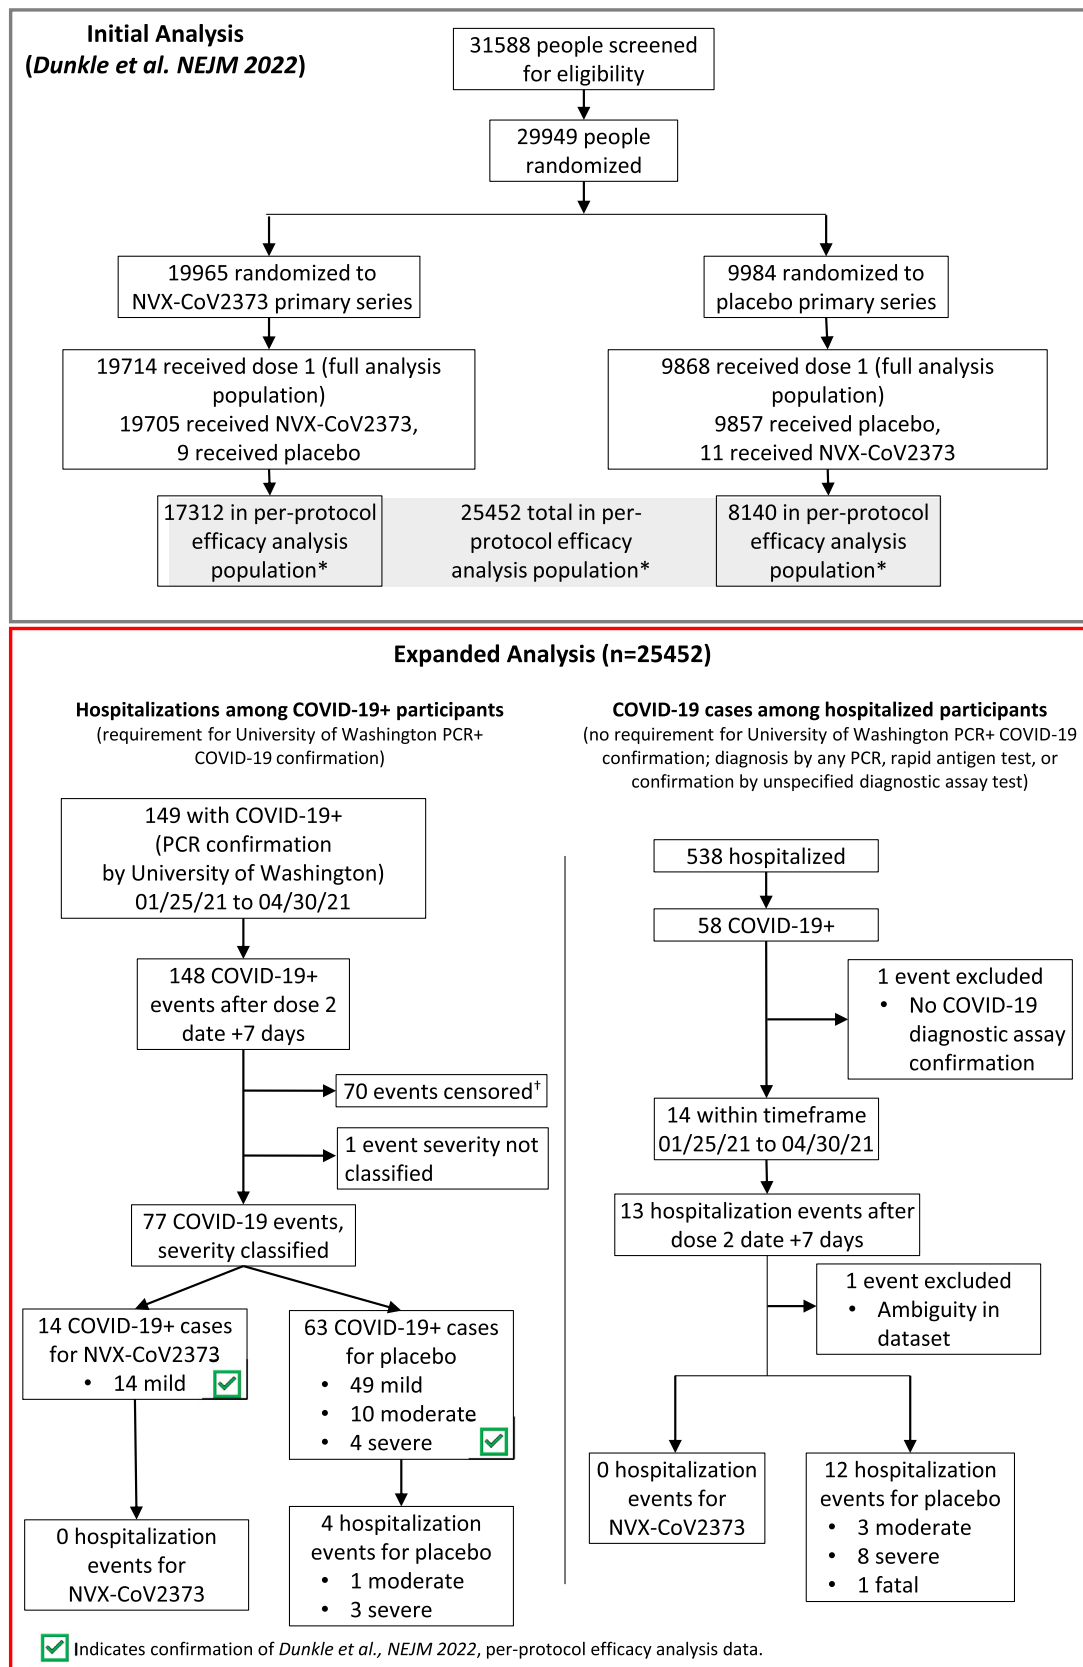 Initial Analysis
(Dunkle et al. NEJM 2022)
31588 people screened
for eligibility
29949 people
randomized
19965 randomized to
NVX-CoV2373 primary series
9984 randomized to
placebo primary series
19714 received dose 1 (full analysis
population)
19705 received NVX-CoV2373,
9 received placebo
9868 received dose 1 (full analysis
population)
9857 received placebo,
11 received NVX-CoV2373
17312 in per-protocol
efficacy analysis
population*
25452 total in per-
protocol efficacy
analysis population*
8140 in per-protocol
efficacy analysis
population*
Expanded Analysis (n=25452)
Hospitalizations among COVID-19+ participants
(requirement for University of Washington PCR+
COVID-19 confirmation)
149 with COVID-19+
(PCR confirmation
by University of Washington)
01/25/21 to 04/30/21
148 COVID-19+
events after dose 2
date +7 days
70 events censored†
1 event severity not
classified
77 COVID-19 events,
severity classified
14 COVID-19+ cases
for NVX-CoV2373
• 14 mild
63 COVID-19+ cases
for placebo
• 49 mild
• 10 moderate
• 4 severe
0 hospitalization
events for
NVX-CoV2373
4 hospitalization
events for placebo
• 1 moderate
• 3 severe
COVID-19 cases among hospitalized participants
(no requirement for University of Washington PCR+ COVID-19
confirmation; diagnosis by any PCR, rapid antigen test, or
confirmation by unspecified diagnostic assay test)
538 hospitalized
58 COVID-19+
1 event excluded
• No COVID-19
diagnostic assay
confirmation
14 within timeframe
01/25/21 to 04/30/21
13 hospitalization events after
dose 2 date +7 days
1 event excluded
• Ambiguity in
dataset
0 hospitalization
events for
NVX-CoV2373
12 hospitalization
events for placebo
• 3 moderate
• 8 severe
• 1 fatal
Indicates confirmation of Dunkle et al., NEJM 2022, per-protocol efficacy analysis data.